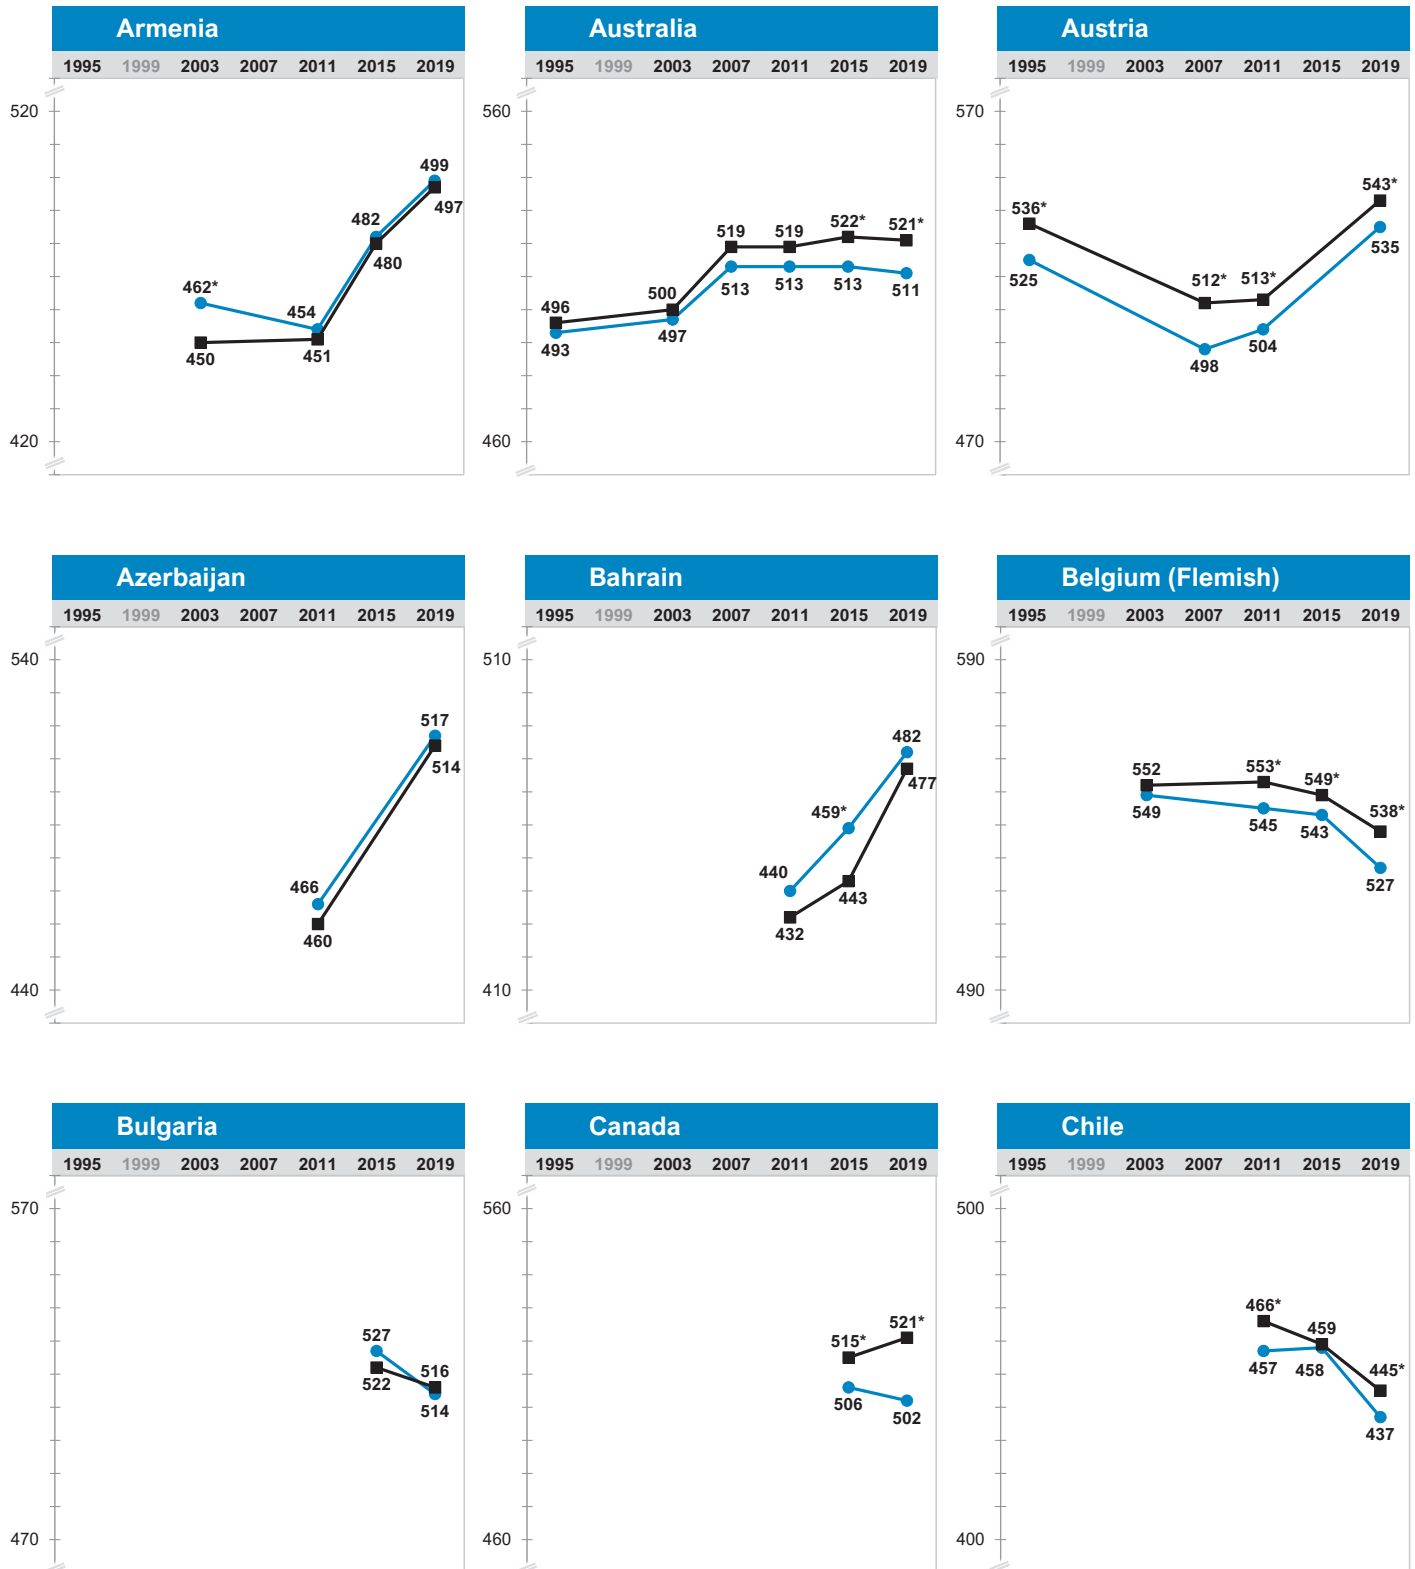 Armenia Australia Austria
1995 1999 2003 2007 2011 2015 2019 1995 1999 2003 2007 2011 2015 2019 1995 1999 2003 2007 2011 2015 2019
520 560 570
499 543*
497
482 519 519 522* 521* 536*
480 535
462* 454 496 500 513 513 513 511 525 512* 513*
450 451 493 497 498 504
420 460 470
Azerbaijan Bahrain Belgium (Flemish)
1995 1999 2003 2007 2011 2015 2019 1995 1999 2003 2007 2011 2015 2019 1995 1999 2003 2007 2011 2015 2019
540 510 590
517 482
514 477 552 553* 549* 538*
459* 549 545 543
466 440 443 527
460 432
440 410 490
Bulgaria Canada Chile
1995 1999 2003 2007 2011 2015 2019 1995 1999 2003 2007 2011 2015 2019 1995 1999 2003 2007 2011 2015 2019
570 560 500
527 515* 521* 466* 459
522 516 457 458 445*
514 506 502 437
470 460 400